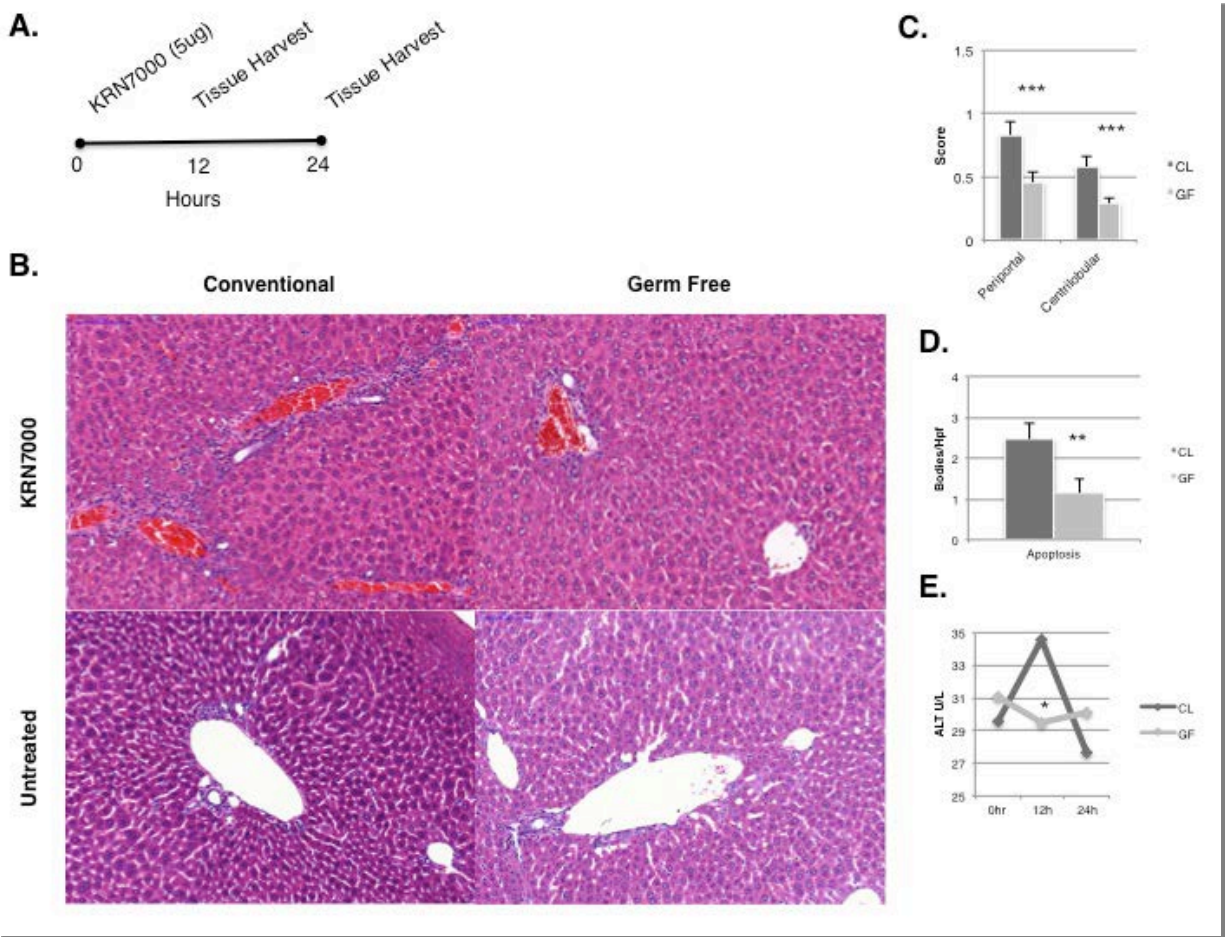 A.
KRN7000 (5ug)
Tissue Harvest
Tissue Harvest
0
12
24
Hours
B.
Conventional
Germ Free
KRN7000
Untreated
C.
1.5
1
0.5
0
Score
***
***
Periportal
Centrilobular
CL
GF
D.
4
3
2
1
0
Bodies/Hpf
**
Apoptosis
CL
GF
E.
35
33
31
29
27
25
ALT U/L
*
0hr
12h
24h
CL
GF